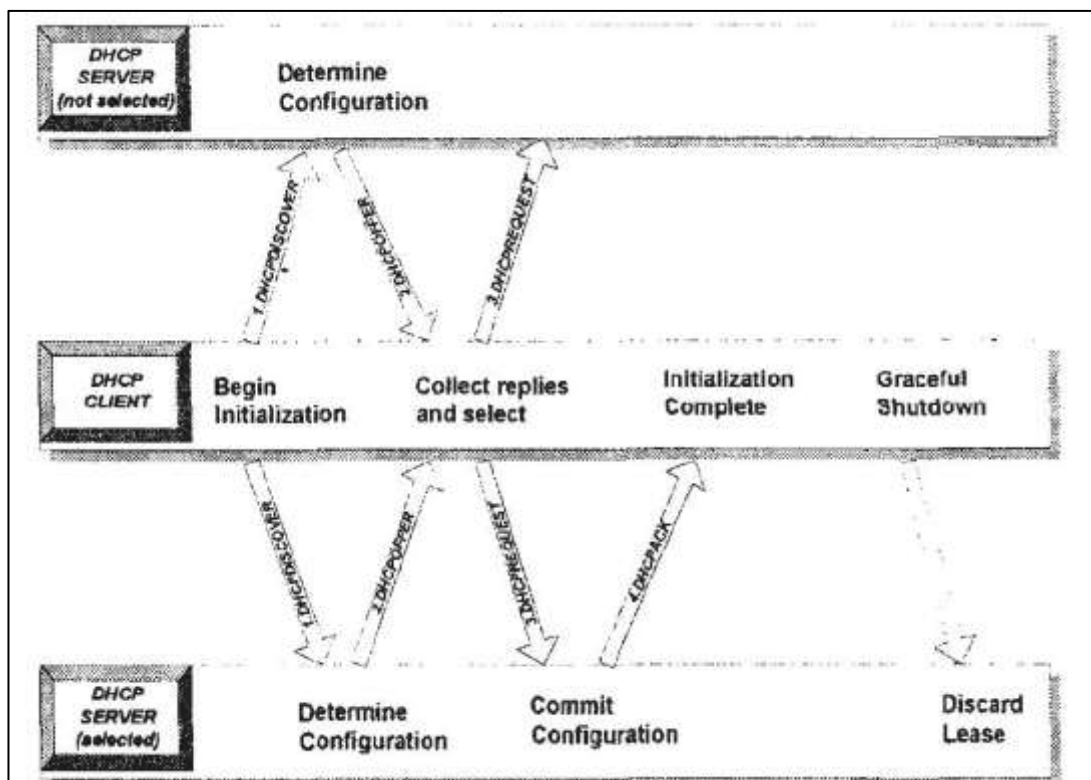 DHCP
SERVER
(not selected)
Determine
Configuration
1.DHCPDISCOVER
2.DHCPOFFER
3.DHCPREQUEST
DHCP
CLIENT
Begin
Initialization
Collect replies
and select
Initialization
Complete
Graceful
Shutdown
1.DHCPDISCOVER
2.DHCPOFFER
3.DHCPREQUEST
4.DHCPACK
DHCP
SERVER
(selected)
Determine
Configuration
Commit
Configuration
Discard
Lease